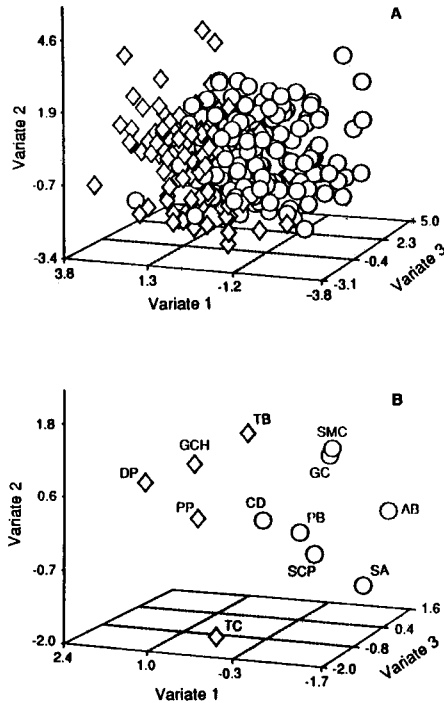 A
4.6
1.9
-0.7
-3.4
Variate 2
3.8
1.3
-1.2
-3.8
Variate 1
-3.1
-0.4
2.3
5.0
Variate 3
B
1.8
0.6
-0.7
-2.0
Variate 2
TB
GCH
DP
PP
SMC
GC
CD
PB
AB
SCP
SA
TC
2.4
1.0
-0.3
-1.7
Variate 1
-2.0
-0.8
0.4
1.6
Variate 3